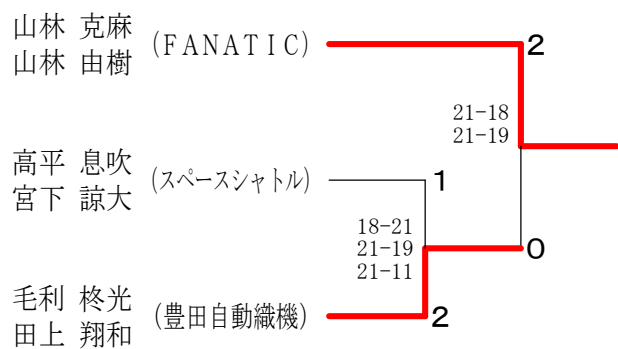 山林 克麻
山林 由樹
(FANATIC)
2
21-18
21-19
高平 息吹
宮下 諒大
(スペースシャトル)
1
18-21
21-19
21-11
0
毛利 柊光
田上 翔和
(豊田自動織機)
2